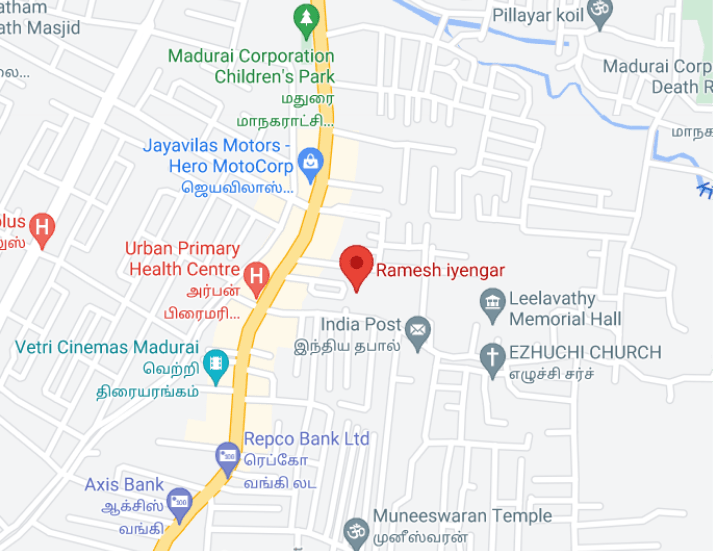 atham
ath Masjid
Pillayar koil
Madurai Corporation
Children's Park
மதுரை
மாநகராட்சி...
Madurai Corp
Death R
மாநக
லை...
Jayavilas Motors -
Hero MotoCorp
ஜெயவிலாஸ்...
plus
ுஸ்
Urban Primary
Health Centre
அர்பன்
பிரைமரி...
Ramesh iyengar
Leelavathy
Memorial Hall
India Post
இந்திய தபால்
EZHUCHI CHURCH
எழுச்சி சர்ச்
Vetri Cinemas Madurai
வெற்றி
திரையரங்கம்
Repco Bank Ltd
ரெப்கோ
வங்கி லட
Axis Bank
ஆக்சிஸ்
வங்கி
Muneeswaran Temple
முனீஸ்வரன்